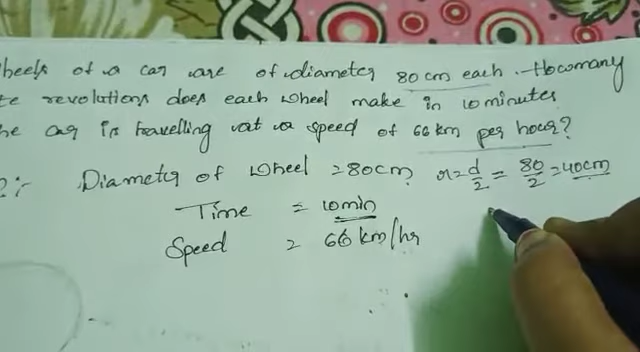 heels of a car are of diameter 80 cm each. How many
te revolutions does each wheel make in 10 minutes
he car is travelling at a speed of 66 km per hour?
Diameter of wheel = 80cm r = d/2 = 80/2 = 40cm
Time = 10 min
Speed = 66 km/hr